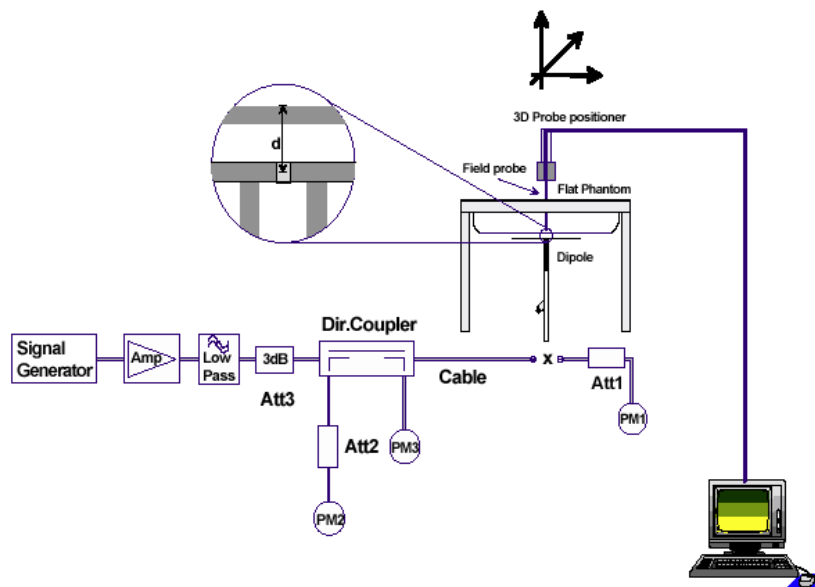 3D Probe positioner
d
Field probe
Flat Phantom
Dipole
Dir.Coupler
Signal
Generator
Amp
Low
Pass
3dB
Att3
Cable
x
Att1
PM1
Att2
PM3
PM2